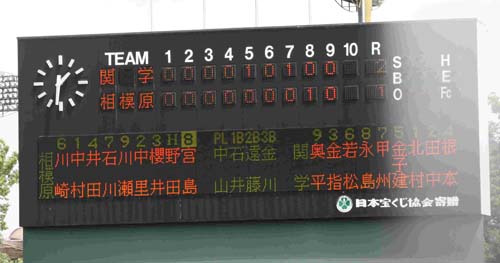 TEAM 1 2 3 4 5 6 7 8 9 10 R
関 学 0 0 0 0 1 0 1 0 0 2
相模原 0 0 0 0 0 0 0 1 0 1
S B O
H E Fc
6 1 4 7 9 2 3 H 8 PL 1B 2B 3B 9 3 6 8 7 5 1 2 4
相模原 川中井石川中櫻野宮 中石遠金 関 奥金若永甲金北田根
崎村田川瀬里井田島 山井藤川 学 平指松島州子建村中本
日本宝くじ協会寄贈